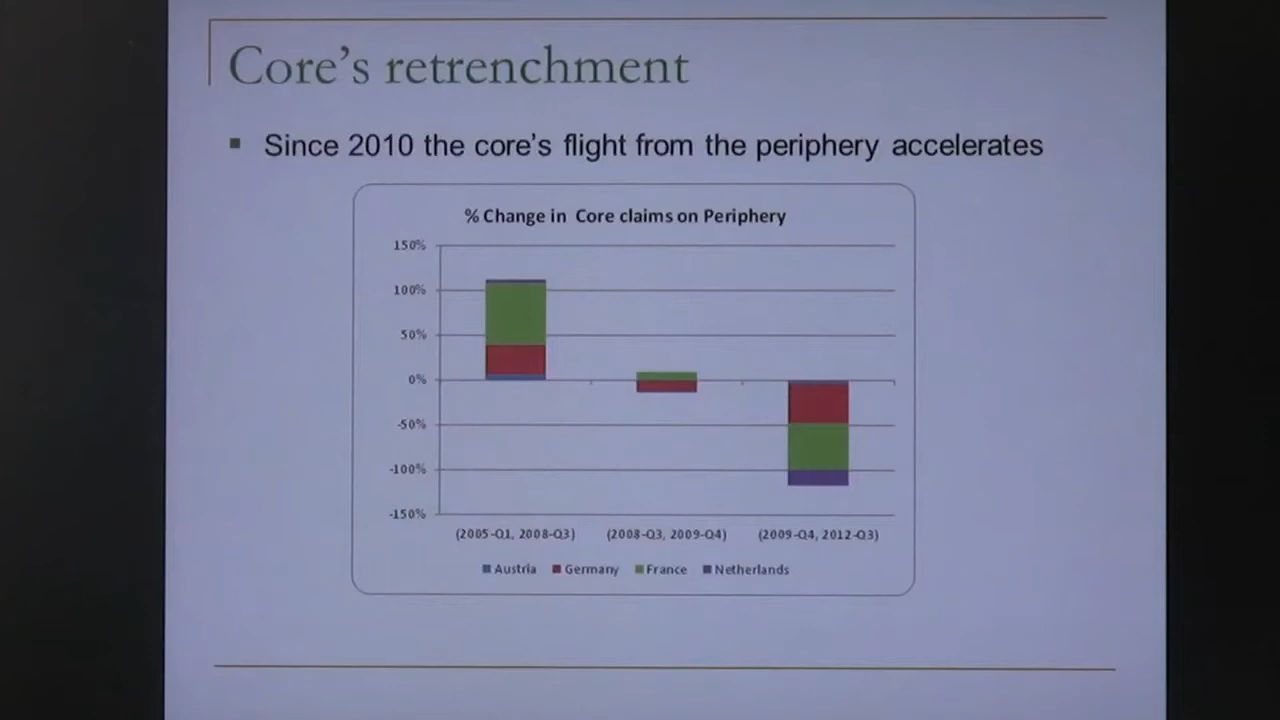 Core's retrenchment
Since 2010 the core's flight from the periphery accelerates
% Change in Core claims on Periphery
150%
100%
50%
0%
-50%
-100%
-150%
(2005-Q1, 2008-Q3) (2008-Q3, 2009-Q4) (2009-Q4, 2012-Q3)
Austria Germany France Netherlands